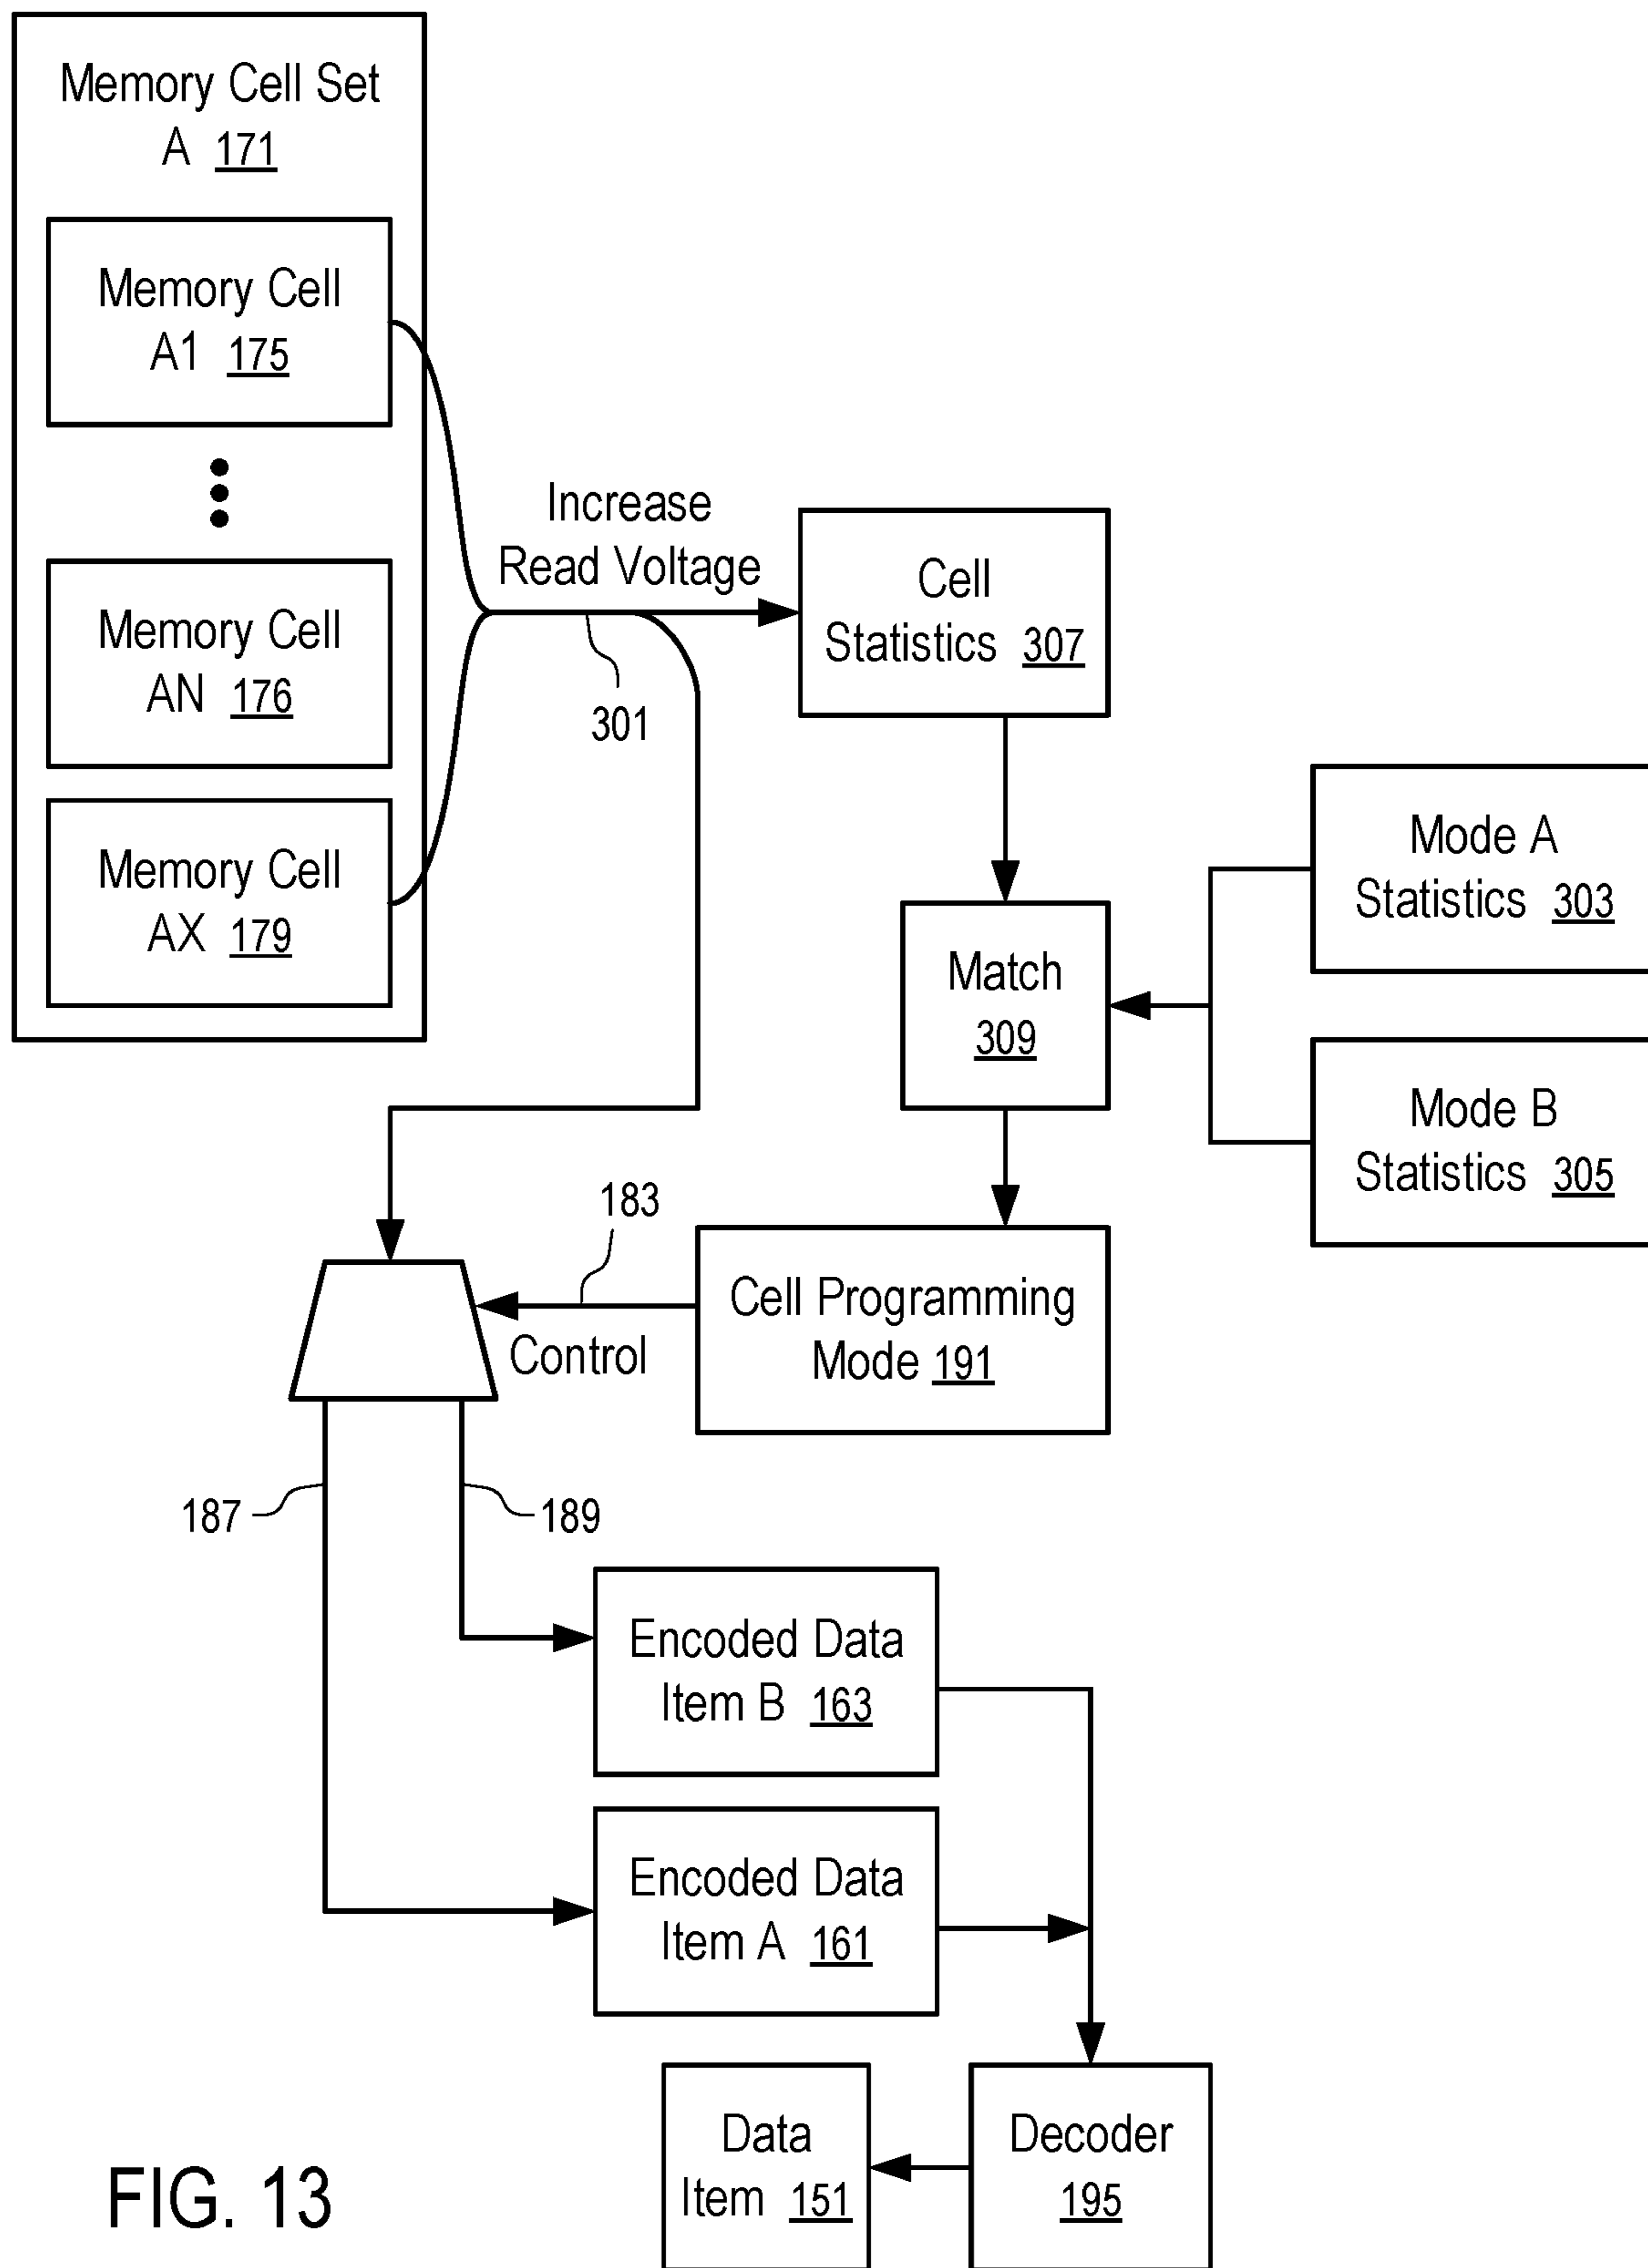 Memory Cell Set
A 171
Memory Cell
A1 175
Memory Cell
AN 176
Memory Cell
AX 179
Increase
Read Voltage
301
Cell
Statistics 307
Mode A
Statistics 303
Match
309
Mode B
Statistics 305
183
Control
Cell Programming
Mode 191
187
189
Encoded Data
Item B 163
Encoded Data
Item A 161
Data
Item 151
Decoder
195
FIG. 13